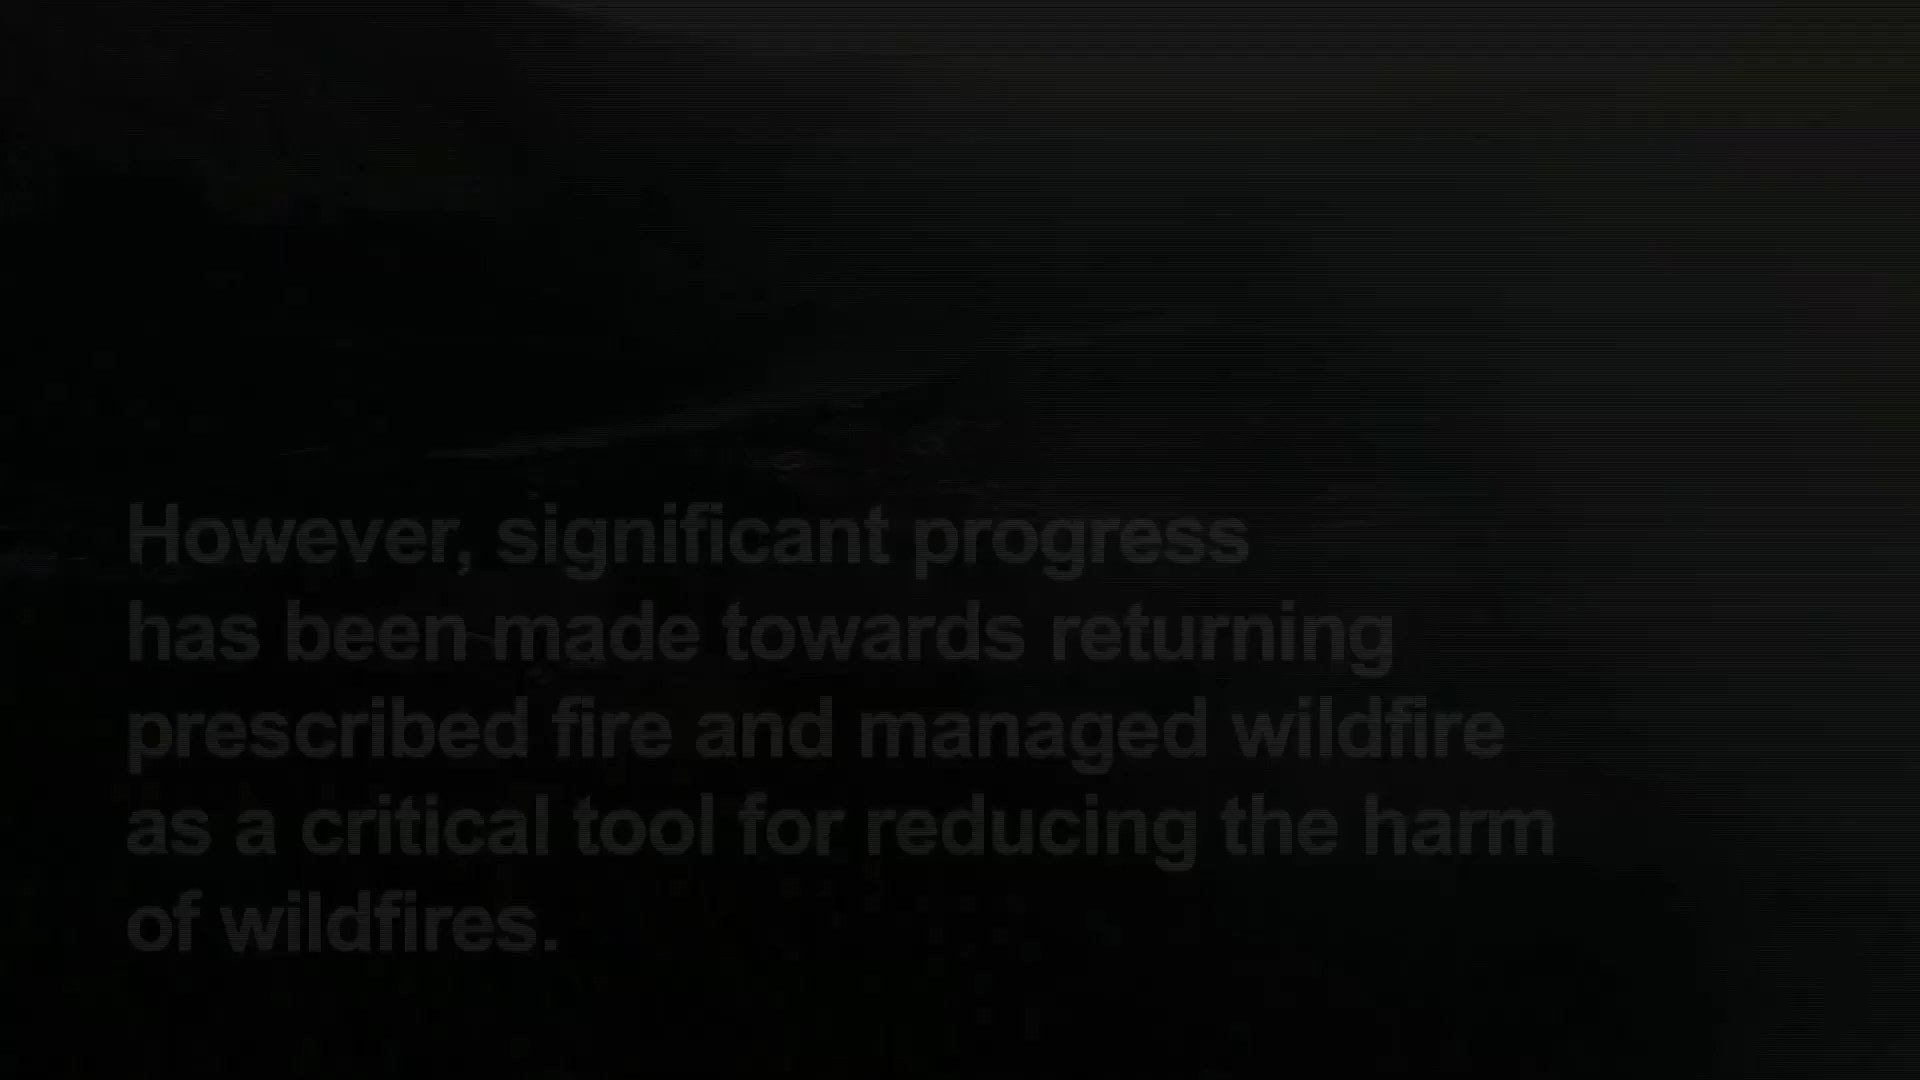 However, significant progress
has been made towards returning
prescribed fire and managed wildfire
as a critical tool for reducing the harm
of wildfires.